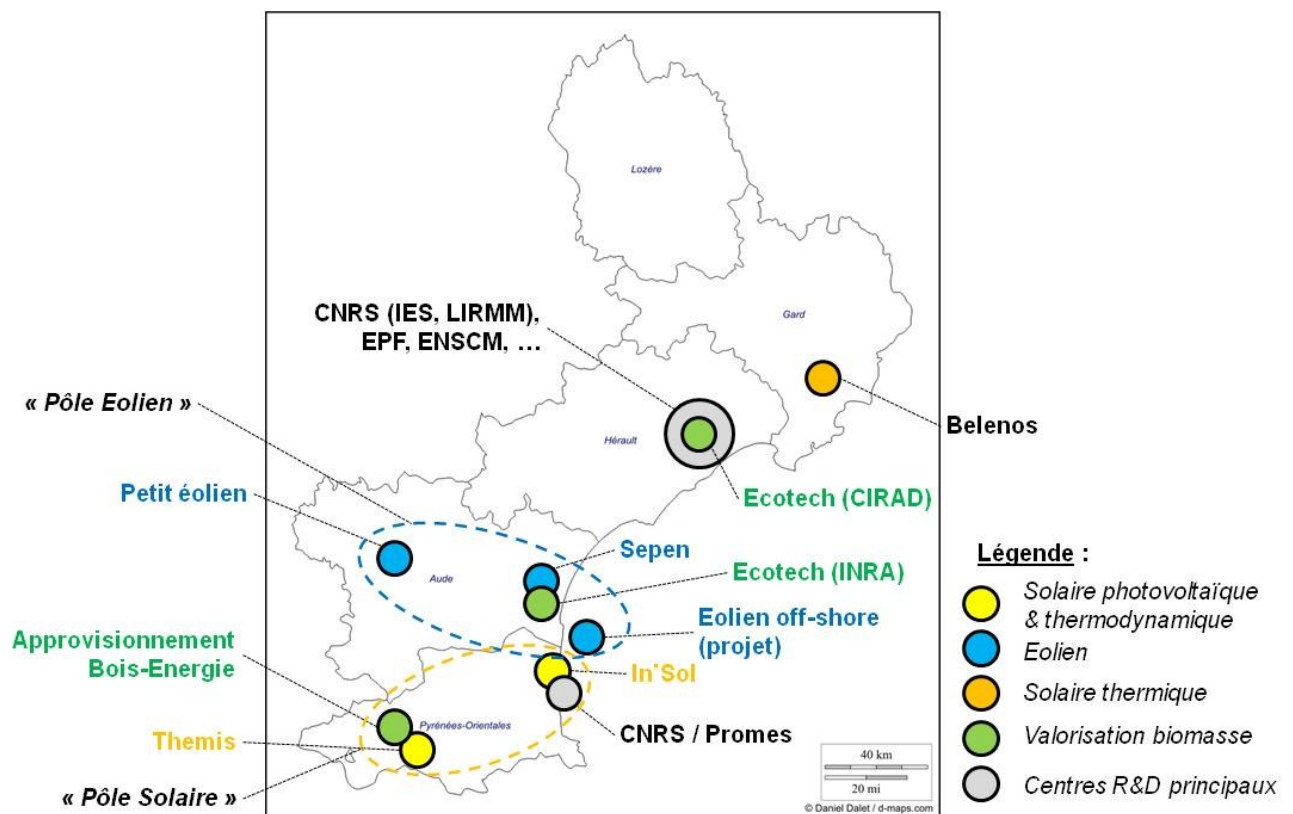 Lozère
CNRS (IES, LIRMM),
EPF, ENSCM, …
Gard
« Pôle Eolien »
Belenos
Hérault
Petit éolien
Ecotech (CIRAD)
Sepen
Aude
Ecotech (INRA)
Eolien off-shore
(projet)
Approvisionnement
Bois-Energie
In’Sol
Pyrénées-Orientales
Themis
CNRS / Promes
« Pôle Solaire »
Légende :
Solaire photovoltaïque
& thermodynamique
Eolien
Solaire thermique
Valorisation biomasse
Centres R&D principaux
40 km
20 mi
© Daniel Dalet / d-maps.com